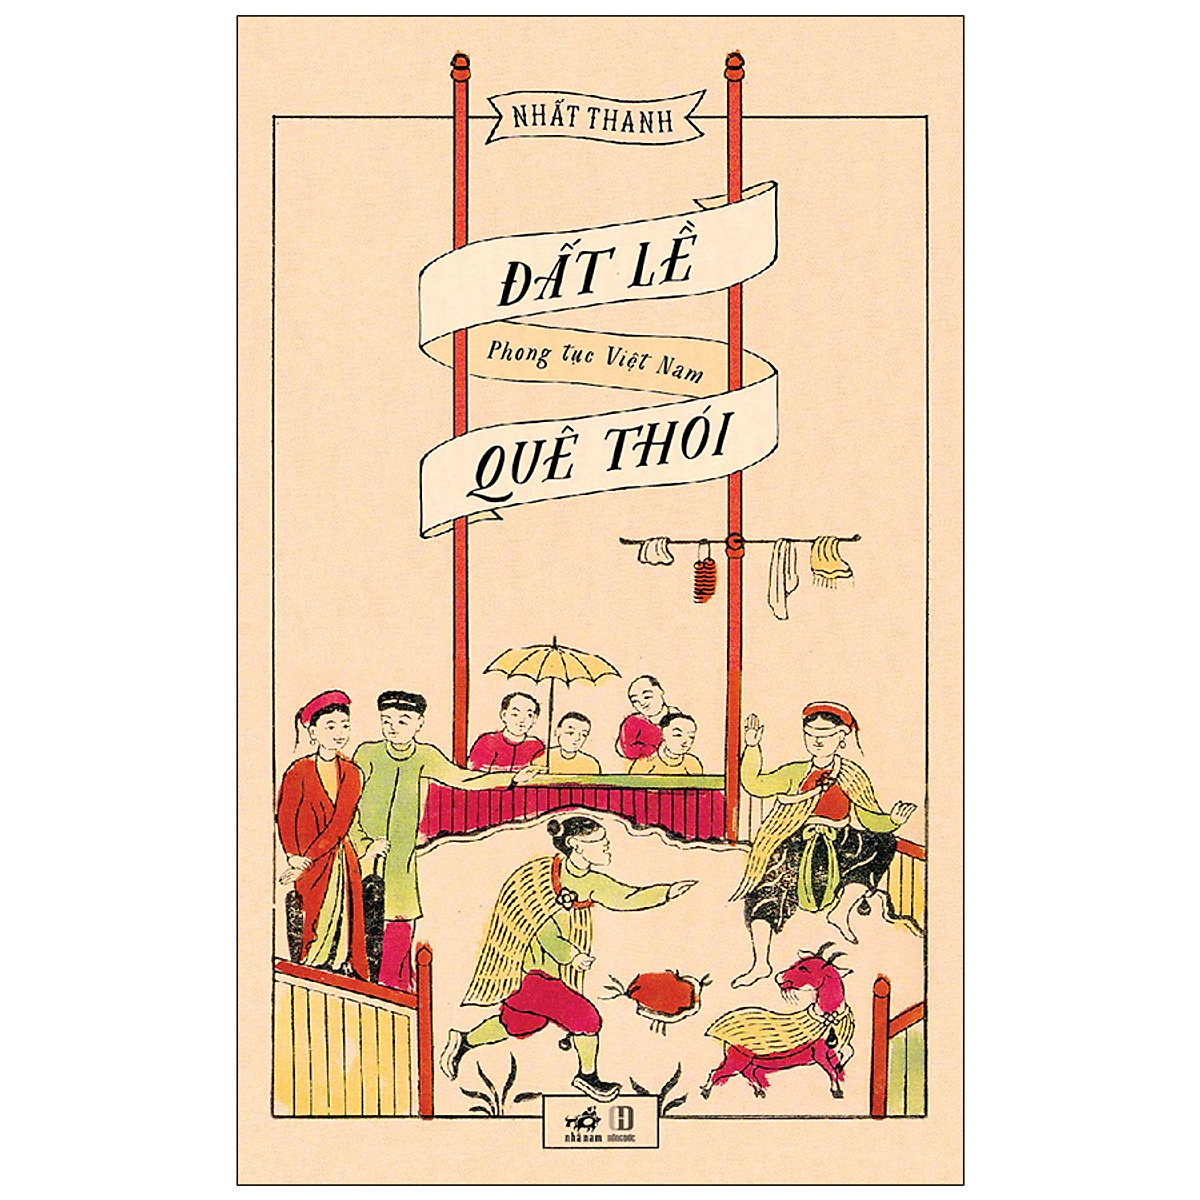 NHẤT THANH
ĐẤT LỀ
Phong tục Việt Nam
QUÊ THÓI
nhã nam